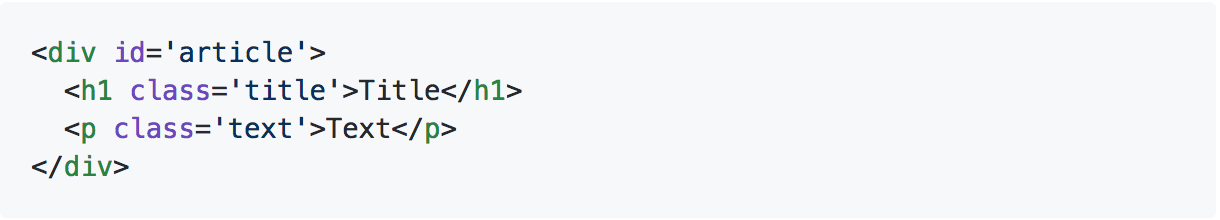 <div id='article'>
  <h1 class='title'>Title</h1>
  <p class='text'>Text</p>
</div>